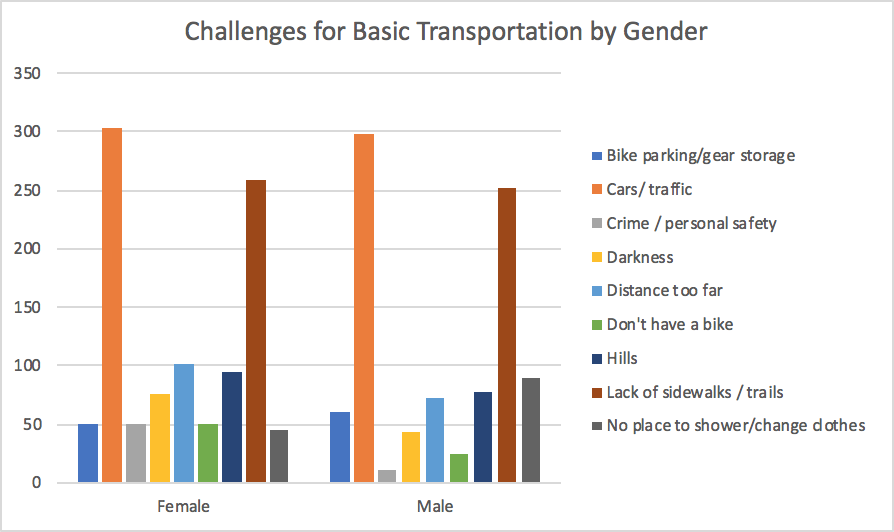 Challenges for Basic Transportation by Gender
350
300
250
200
150
100
50
0
Female Male
Bike parking/gear storage
Cars/ traffic
Crime / personal safety
Darkness
Distance too far
Don't have a bike
Hills
Lack of sidewalks / trails
No place to shower/change clothes